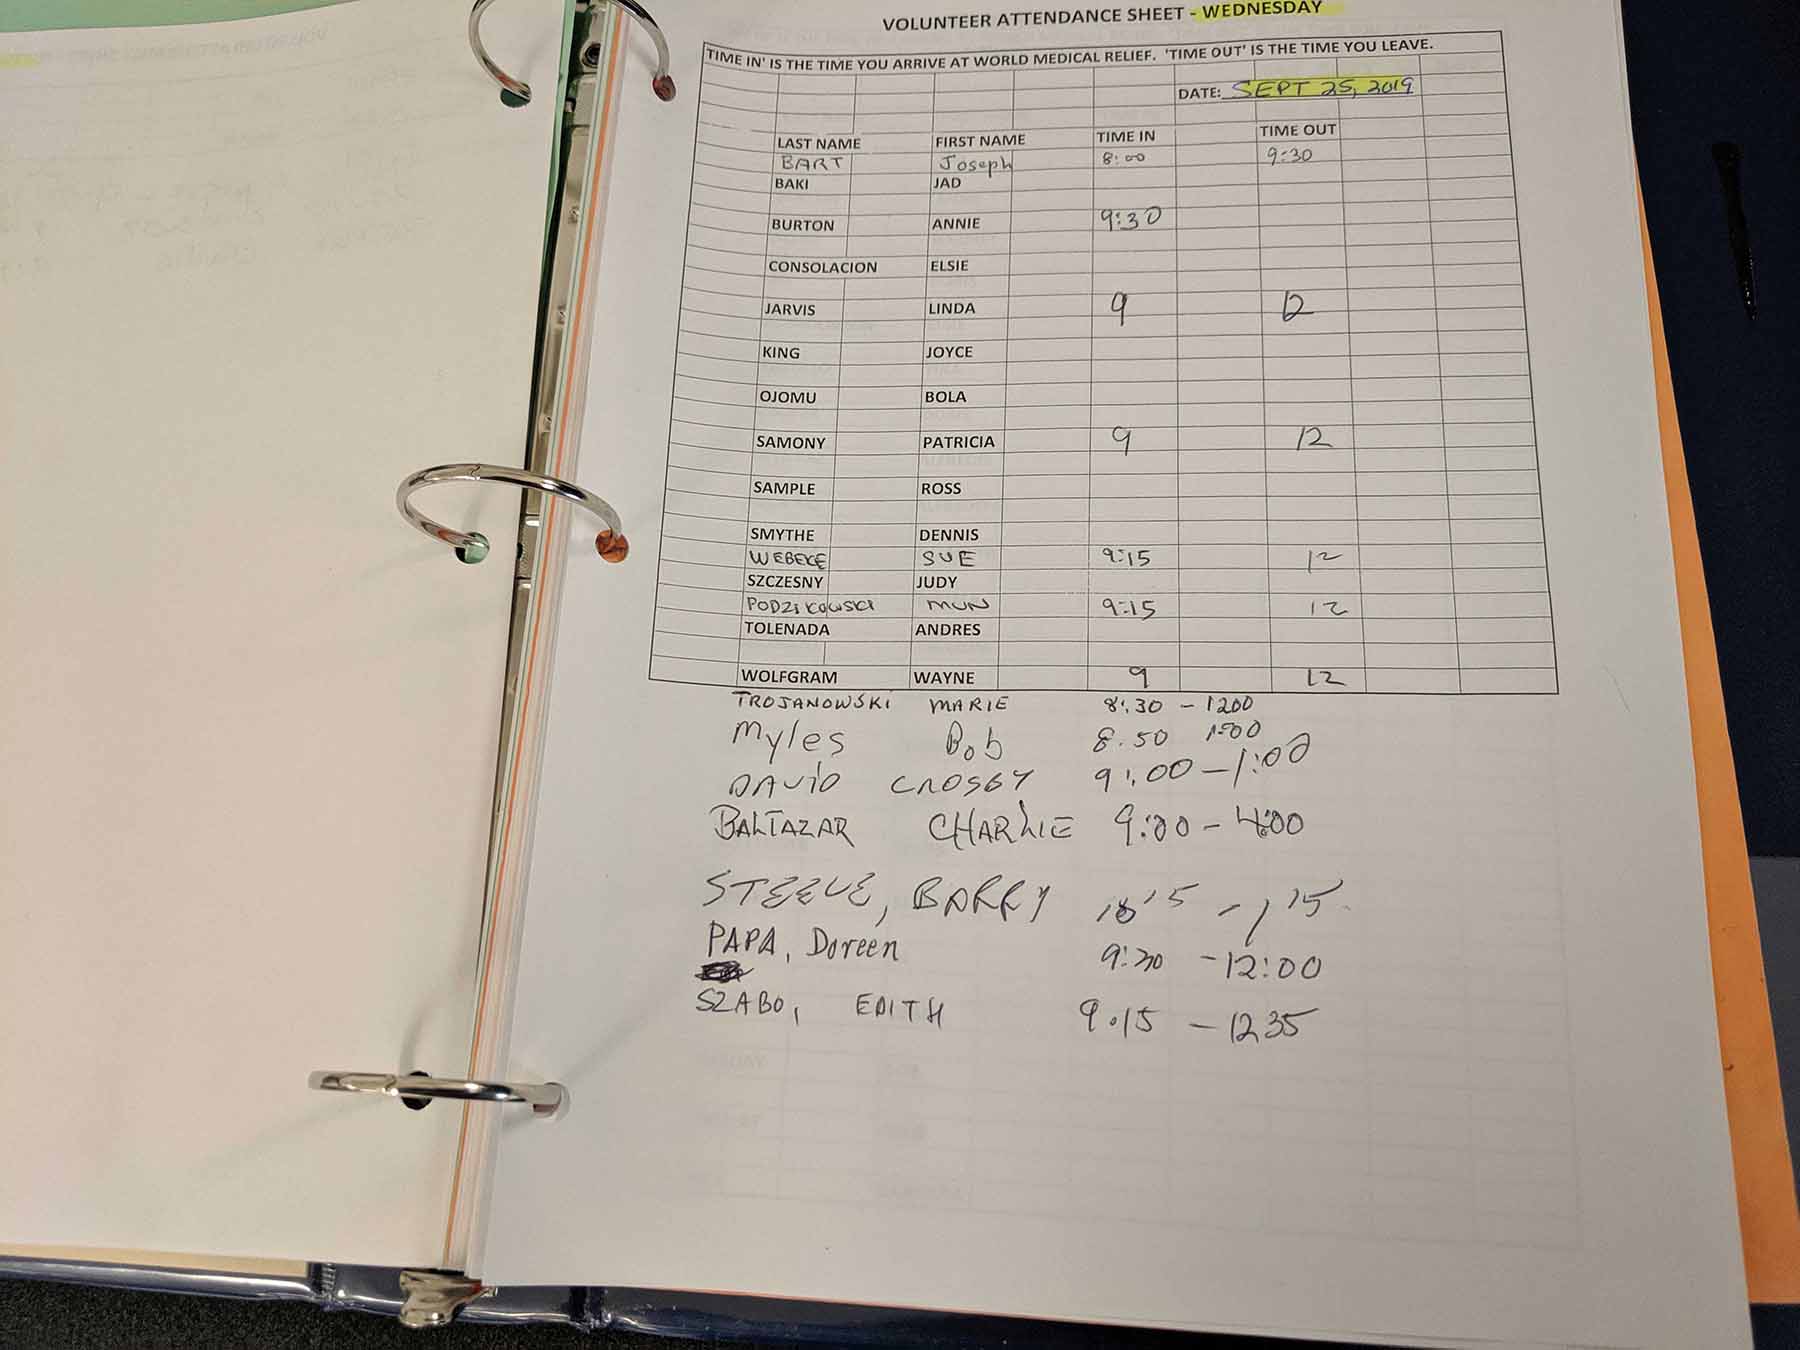 VOLUNTEER ATTENDANCE SHEET - WEDNESDAY
TIME IN' IS THE TIME YOU ARRIVE AT WORLD MEDICAL RELIEF. 'TIME OUT' IS THE TIME YOU LEAVE.
DATE: SEPT 25, 2019
LAST NAME FIRST NAME TIME IN TIME OUT
BART Joseph 8:00 9:30
BAKI JAD
BURTON ANNIE 9:30
CONSOLACION ELSIE
JARVIS LINDA 9 12
KING JOYCE
OJOMU BOLA
SAMONY PATRICIA 9 12
SAMPLE ROSS
SMYTHE DENNIS
WEBEKE SUE 9:15 12
SZCZESNY JUDY
PODZIKOWSKI MUN 9:15 12
TOLENADA ANDRES
WOLFGRAM WAYNE 9 12
TROJANOWSKI MARIE 8:30 - 1200
Myles Bob 8.50 1:00
DAVID CROSBY 9:00 - 1:00
BALTAZAR CHARLIE 9:00 - 4:00
STEEVE, BARRY 10 15 - 1 15
PAPA, Doreen 9:30 - 12:00
SZABO, EDITH 9.15 - 1235